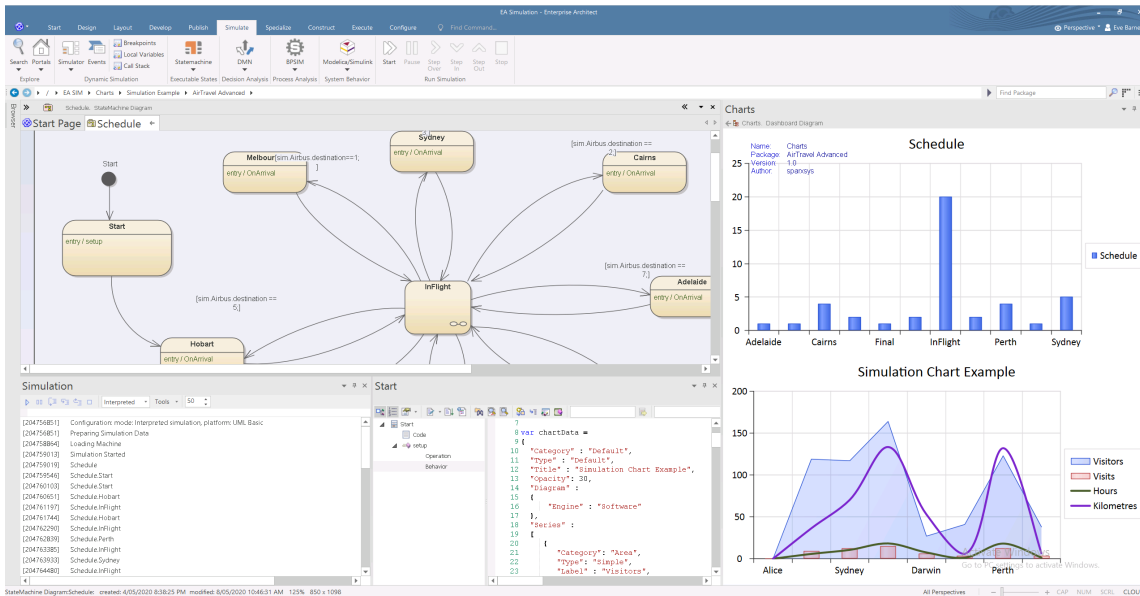 EA Simulation - Enterprise Architect
Start Design Layout Develop Publish Simulate Specialize Construct Execute Configure Find Command...
Perspective Eve Barne
Search Portals Simulator Events Breakpoints Local Variables Call Stack Statemachine DMN BPSIM Modelica/Simulink Start Pause Step Over Step In Step Out Stop
Explore Dynamic Simulation Executable States Decision Analysis Process Analysis System Behavior Run Simulation
/ EA SIM Charts Simulation Example AirTravel Advanced Find Package
Browser
Schedule. StateMachine Diagram
Start Page Schedule
Start
Start
entry / setup
Melbour
[sim.Airbus.destination==1;
]
entry / OnArrival
Sydney
entry / OnArrival
[sim.Airbus.destination ==
2;]
Cairns
entry / OnArrival
[sim.Airbus.destination ==
7;]
Adelaide
entry / OnArrival
InFlight
[sim.Airbus.destination ==
5;]
Hobart
entry / OnArrival
Charts
Charts. Dashboard Diagram
Name: Charts
Package: AirTravel Advanced
Version: 1.0
Author: sparxsys
Schedule
25
20
15
10
5
0
Adelaide Cairns Final InFlight Perth Sydney
Schedule
Simulation Chart Example
200
150
100
50
0
Alice Sydney Darwin Perth
Visitors
Visits
Hours
Kilometres
Go to PC settings to activate Windows.
Simulation
Interpreted Tools 50
[204756851] Configuration: mode: Interpreted simulation, platform: UML Basic
[204756851] Preparing Simulation Data
[204758864] Loading Machine
[204759013] Simulation Started
[204759019] Schedule
[204759546] Schedule.Start
[204760103] Schedule.Start
[204760651] Schedule.Hobart
[204761197] Schedule.InFlight
[204761744] Schedule.Hobart
[204762290] Schedule.InFlight
[204762839] Schedule.Perth
[204763385] Schedule.InFlight
[204763933] Schedule.Sydney
[204764480] Schedule.InFlight
Start
Start
Code
setup
Operation
Behavior
7
8 var chartData =
9 {
10 "Category" : "Default",
11 "Type" : "Default",
12 "Title" : "Simulation Chart Example",
13 "Opacity": 30,
14 "Diagram" :
15 {
16 "Engine" : "Software"
17 },
18 "Series" :
19 [
20 {
21 "Category": "Area",
22 "Type": "Simple",
23 "Label" : "Visitors",
StateMachine Diagram:Schedule: created: 4/05/2020 8:38:25 PM modified: 8/05/2020 10:46:31 AM 125% 850 x 1098
All Perspectives CAP NUM SCRL CLOU